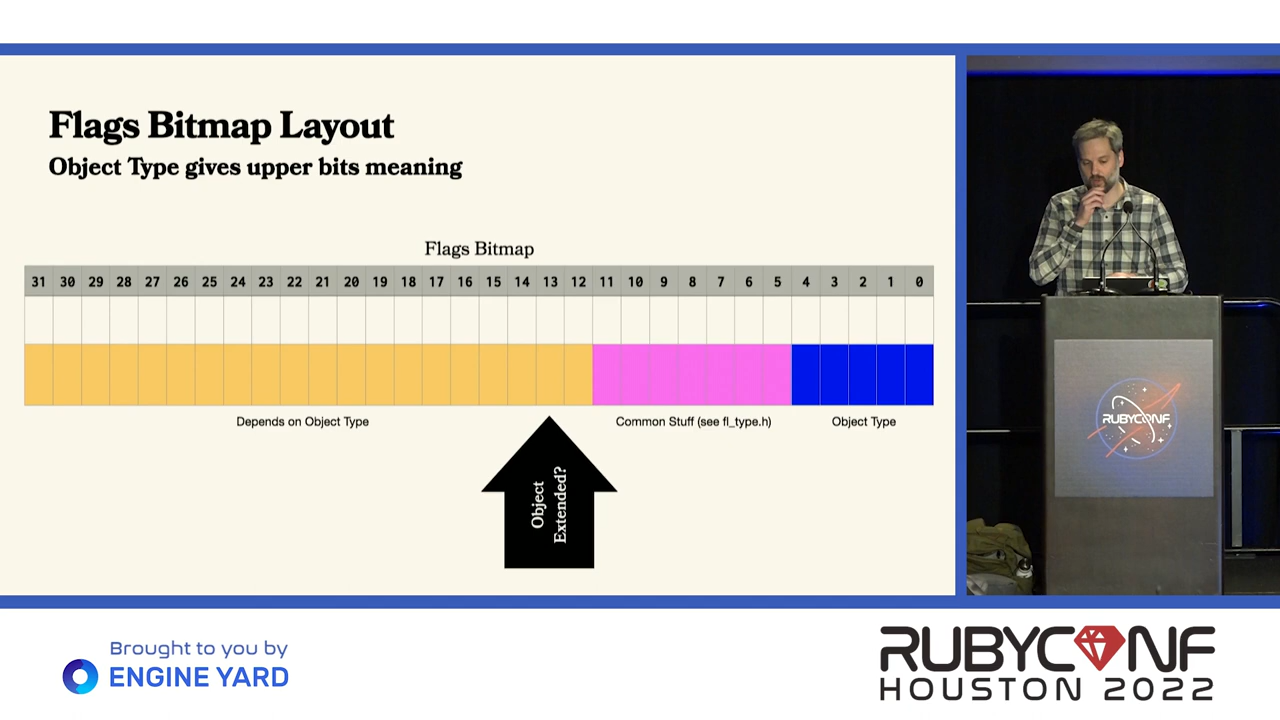 Flags Bitmap Layout
Object Type gives upper bits meaning
Flags Bitmap
31 30 29 28 27 26 25 24 23 22 21 20 19 18 17 16 15 14 13 12 11 10 9 8 7 6 5 4 3 2 1 0
Depends on Object Type
Common Stuff (see fl_type.h)
Object Type
Object
Extended?
RUBYCONF
Brought to you by
ENGINE YARD
RUBYCONF
HOUSTON 2022